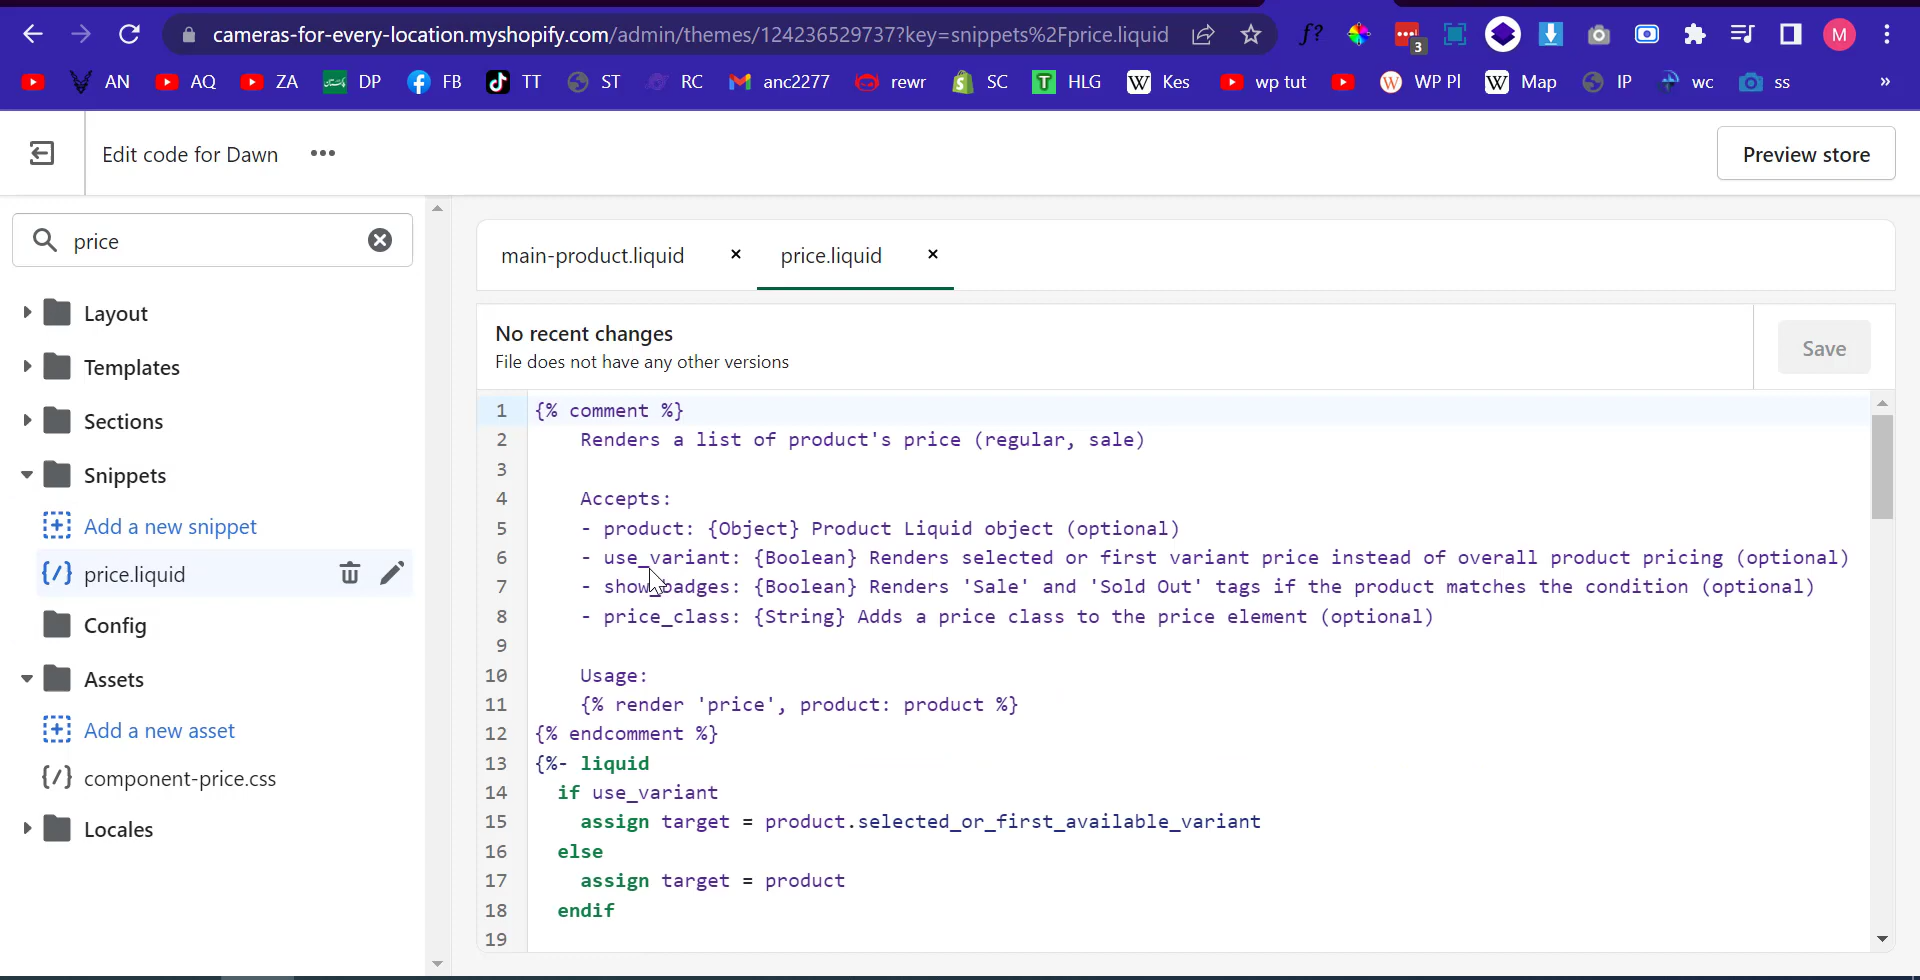 cameras-for-every-location.myshopify.com/admin/themes/124236529737?key=snippets%2Fprice.liquid
f?
3
M
AN
AQ
ZA
DP
FB
TT
ST
RC
anc2277
rewr
SC
T
HLG
W
Kes
wp tut
W
WP Pl
W
Map
IP
wc
ss
»
Edit code for Dawn
Preview store
price
Layout
Templates
Sections
Snippets
Add a new snippet
{/} price.liquid
Config
Assets
Add a new asset
{/} component-price.css
Locales
main-product.liquid
price.liquid
No recent changes
File does not have any other versions
Save
1 {% comment %}
2 Renders a list of product's price (regular, sale)
3
4 Accepts:
5 - product: {Object} Product Liquid object (optional)
6 - use_variant: {Boolean} Renders selected or first variant price instead of overall product pricing (optional)
7 - show_badges: {Boolean} Renders 'Sale' and 'Sold Out' tags if the product matches the condition (optional)
8 - price_class: {String} Adds a price class to the price element (optional)
9
10 Usage:
11 {% render 'price', product: product %}
12 {% endcomment %}
13 {%- liquid
14 if use_variant
15 assign target = product.selected_or_first_available_variant
16 else
17 assign target = product
18 endif
19